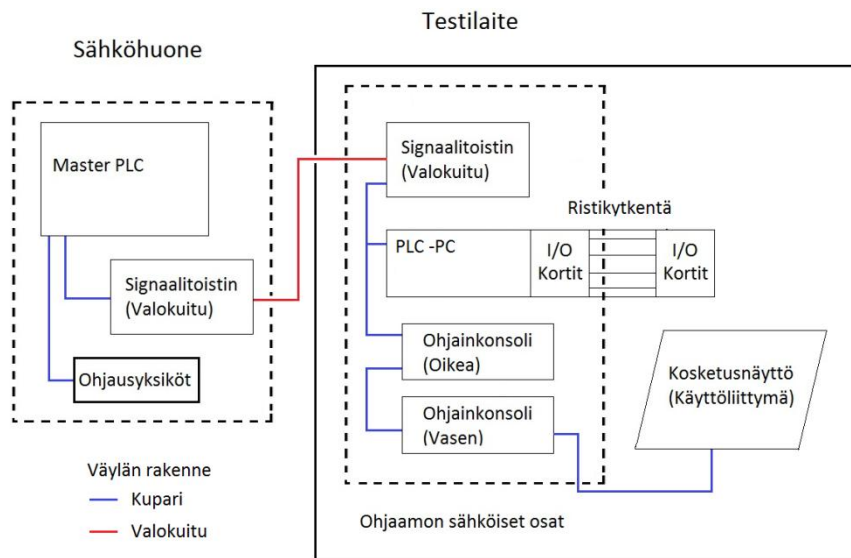 Sähköhuone
Testilaite
Master PLC
Signaalitoistin
(Valokuitu)
Ohjausyksiköt
Signaalitoistin
(Valokuitu)
Ristikytkentä
PLC -PC
I/O
Kortit
I/O
Kortit
Ohjainkonsoli
(Oikea)
Ohjainkonsoli
(Vasen)
Kosketusnäyttö
(Käyttöliittymä)
Väylän rakenne
Kupari
Valokuitu
Ohjaamon sähköiset osat